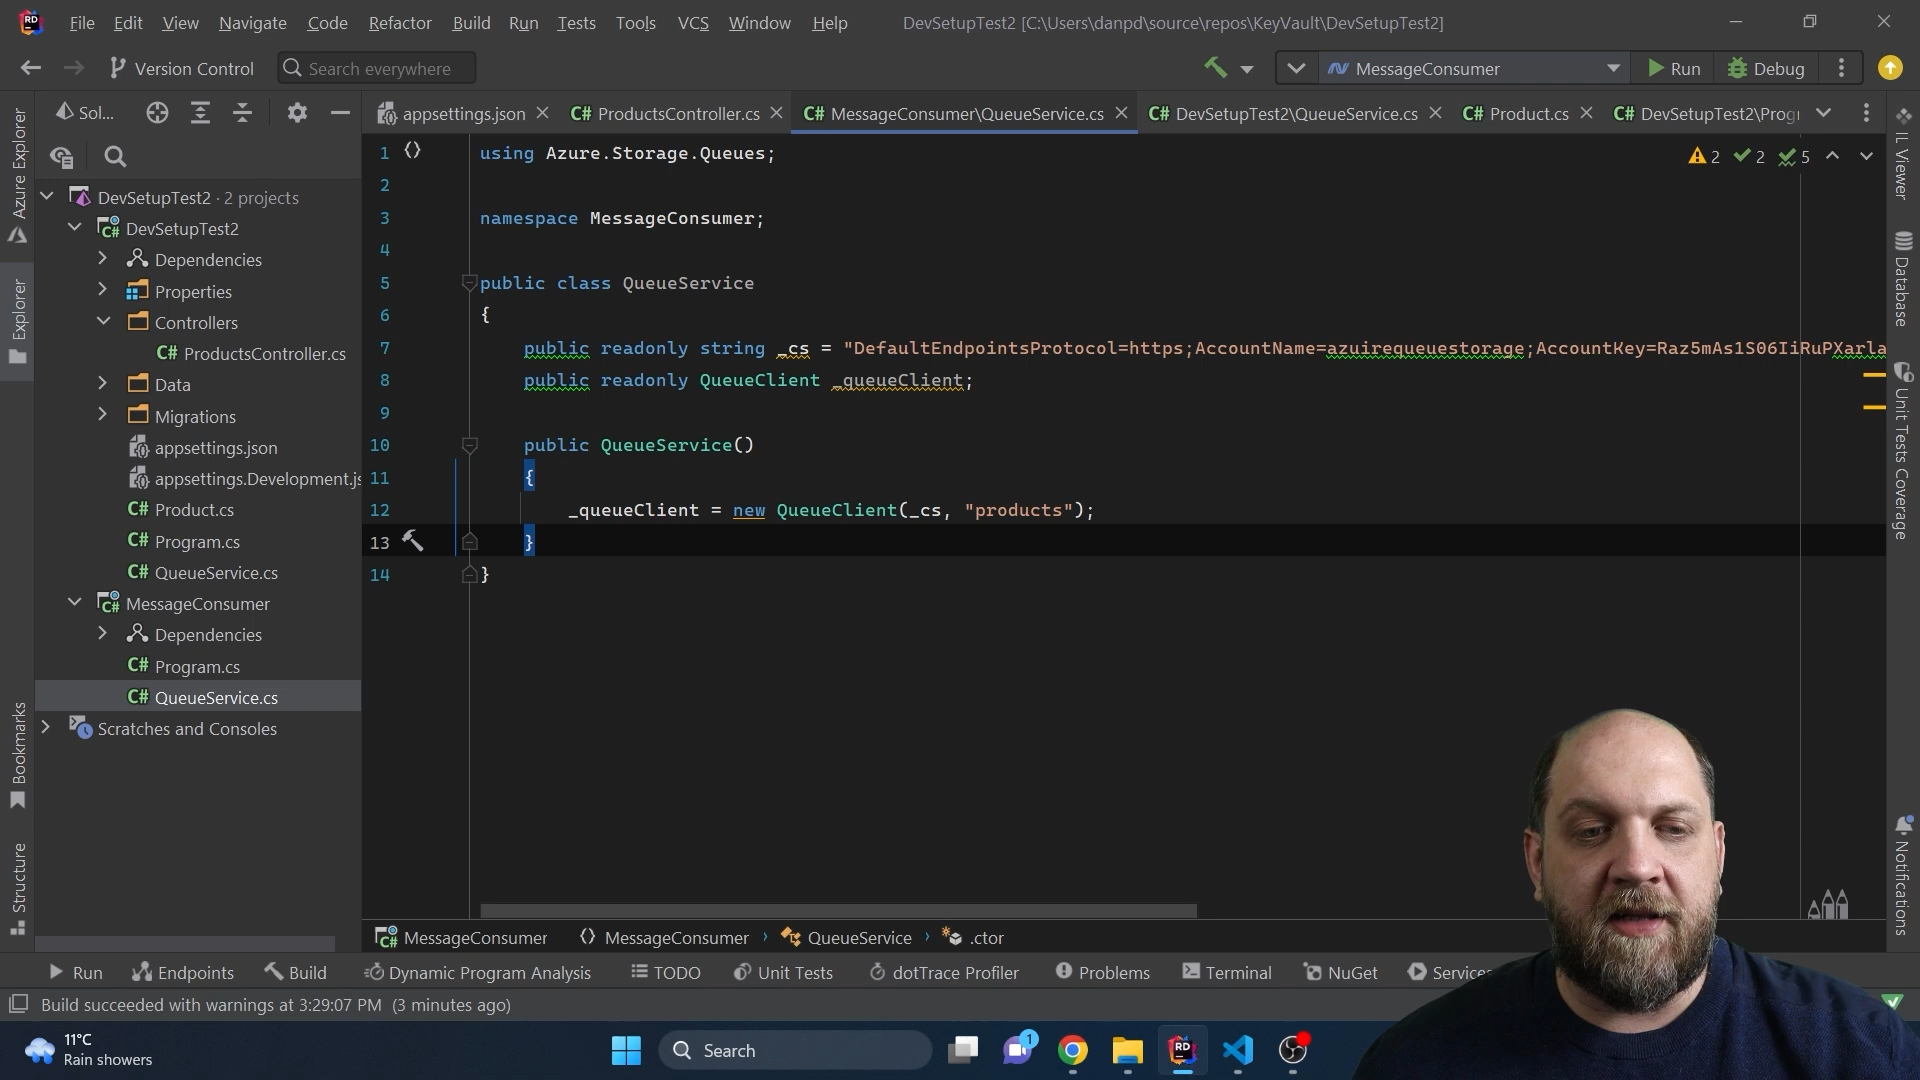 File Edit View Navigate Code Refactor Build Run Tests Tools VCS Window Help DevSetupTest2 [C:\Users\danpd\source\repos\KeyVault\DevSetupTest2]
Version Control Search everywhere MessageConsumer Run Debug
Sol... appsettings.json ProductsController.cs MessageConsumer\QueueService.cs DevSetupTest2\QueueService.cs Product.cs DevSetupTest2\Progr
Azure Explorer
Explorer
Bookmarks
Structure
DevSetupTest2 · 2 projects
DevSetupTest2
Dependencies
Properties
Controllers
C# ProductsController.cs
Data
Migrations
appsettings.json
appsettings.Development.js
C# Product.cs
C# Program.cs
C# QueueService.cs
MessageConsumer
Dependencies
C# Program.cs
C# QueueService.cs
Scratches and Consoles
2 2 5
1 using Azure.Storage.Queues;
2
3 namespace MessageConsumer;
4
5 public class QueueService
6 {
7 public readonly string _cs = "DefaultEndpointsProtocol=https;AccountName=azuirequeuestorage;AccountKey=Raz5mAs1S06IiRuPXarla
8 public readonly QueueClient _queueClient;
9
10 public QueueService()
11 {
12 _queueClient = new QueueClient(_cs, "products");
13 }
14 }
IL Viewer
Database
Unit Tests Coverage
Notifications
MessageConsumer MessageConsumer › QueueService › .ctor
Run Endpoints Build Dynamic Program Analysis TODO Unit Tests dotTrace Profiler Problems Terminal NuGet Services
Build succeeded with warnings at 3:29:07 PM (3 minutes ago)
11°C
Rain showers
Search
1
RD